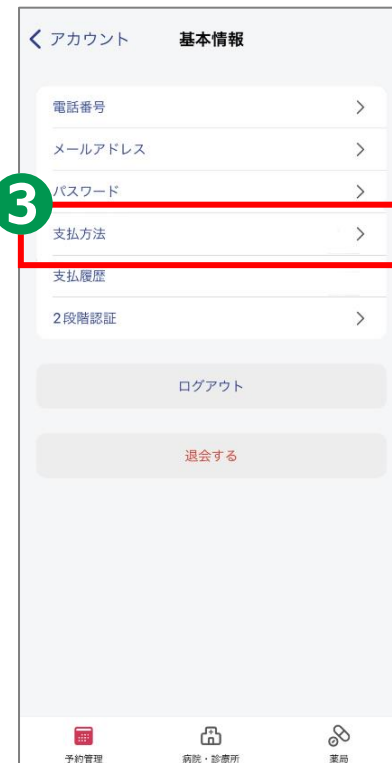 アカウント 基本情報
電話番号
メールアドレス
パスワード
3
支払方法
支払履歴
2段階認証
ログアウト
退会する
予約管理 病院・診療所 薬局